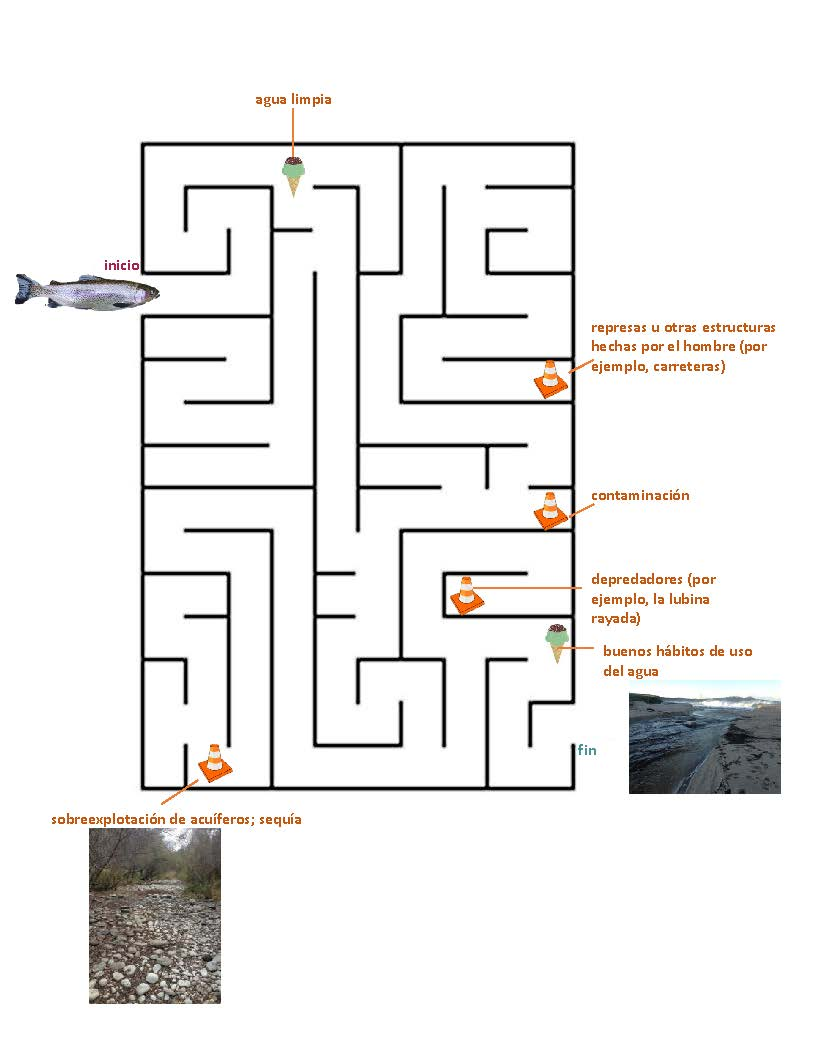 agua limpia
inicio
represas u otras estructuras
hechas por el hombre (por
ejemplo, carreteras)
contaminación
depredadores (por
ejemplo, la lubina
rayada)
buenos hábitos de uso
del agua
fin
sobreexplotación de acuíferos; sequía